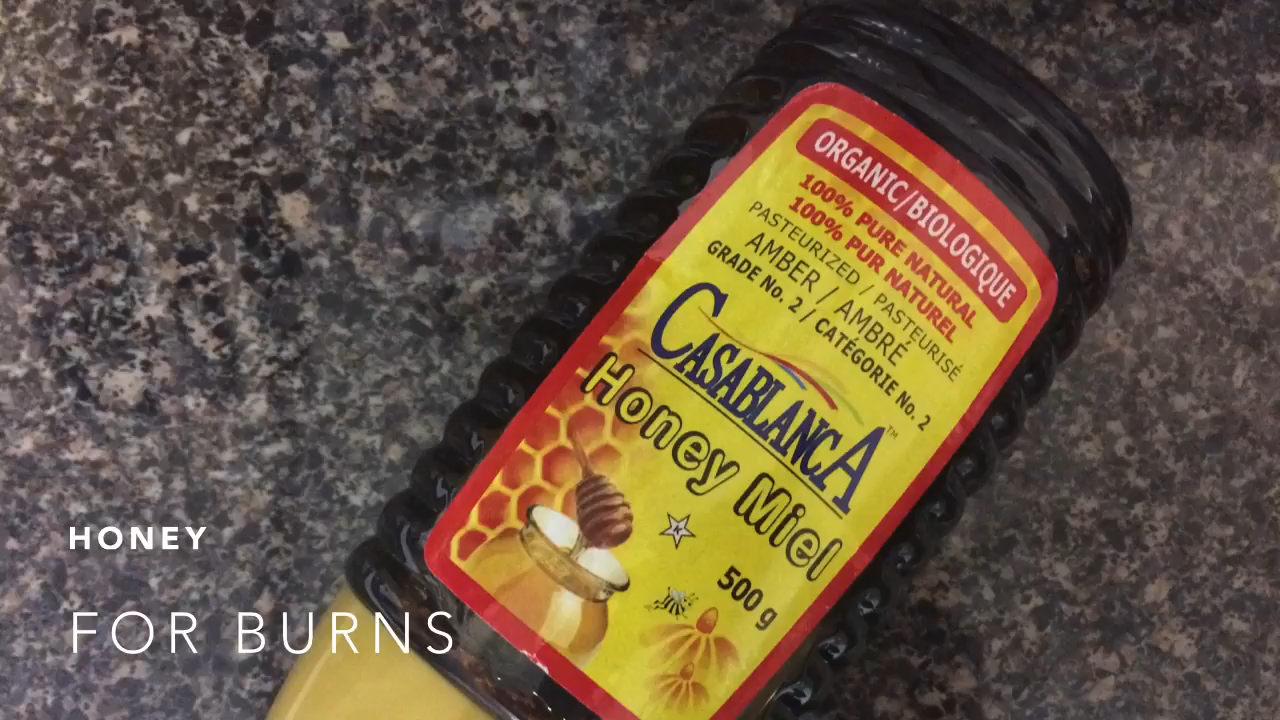 ORGANIC/BIOLOGIQUE
100% PURE NATURAL
100% PUR NATUREL
PASTEURIZED / PASTEURISÉ
AMBER / AMBRÉ
GRADE No. 2 / CATÉGORIE No. 2
CASABLANCA™
Honey Miel
K
500 g
HONEY
FOR BURNS